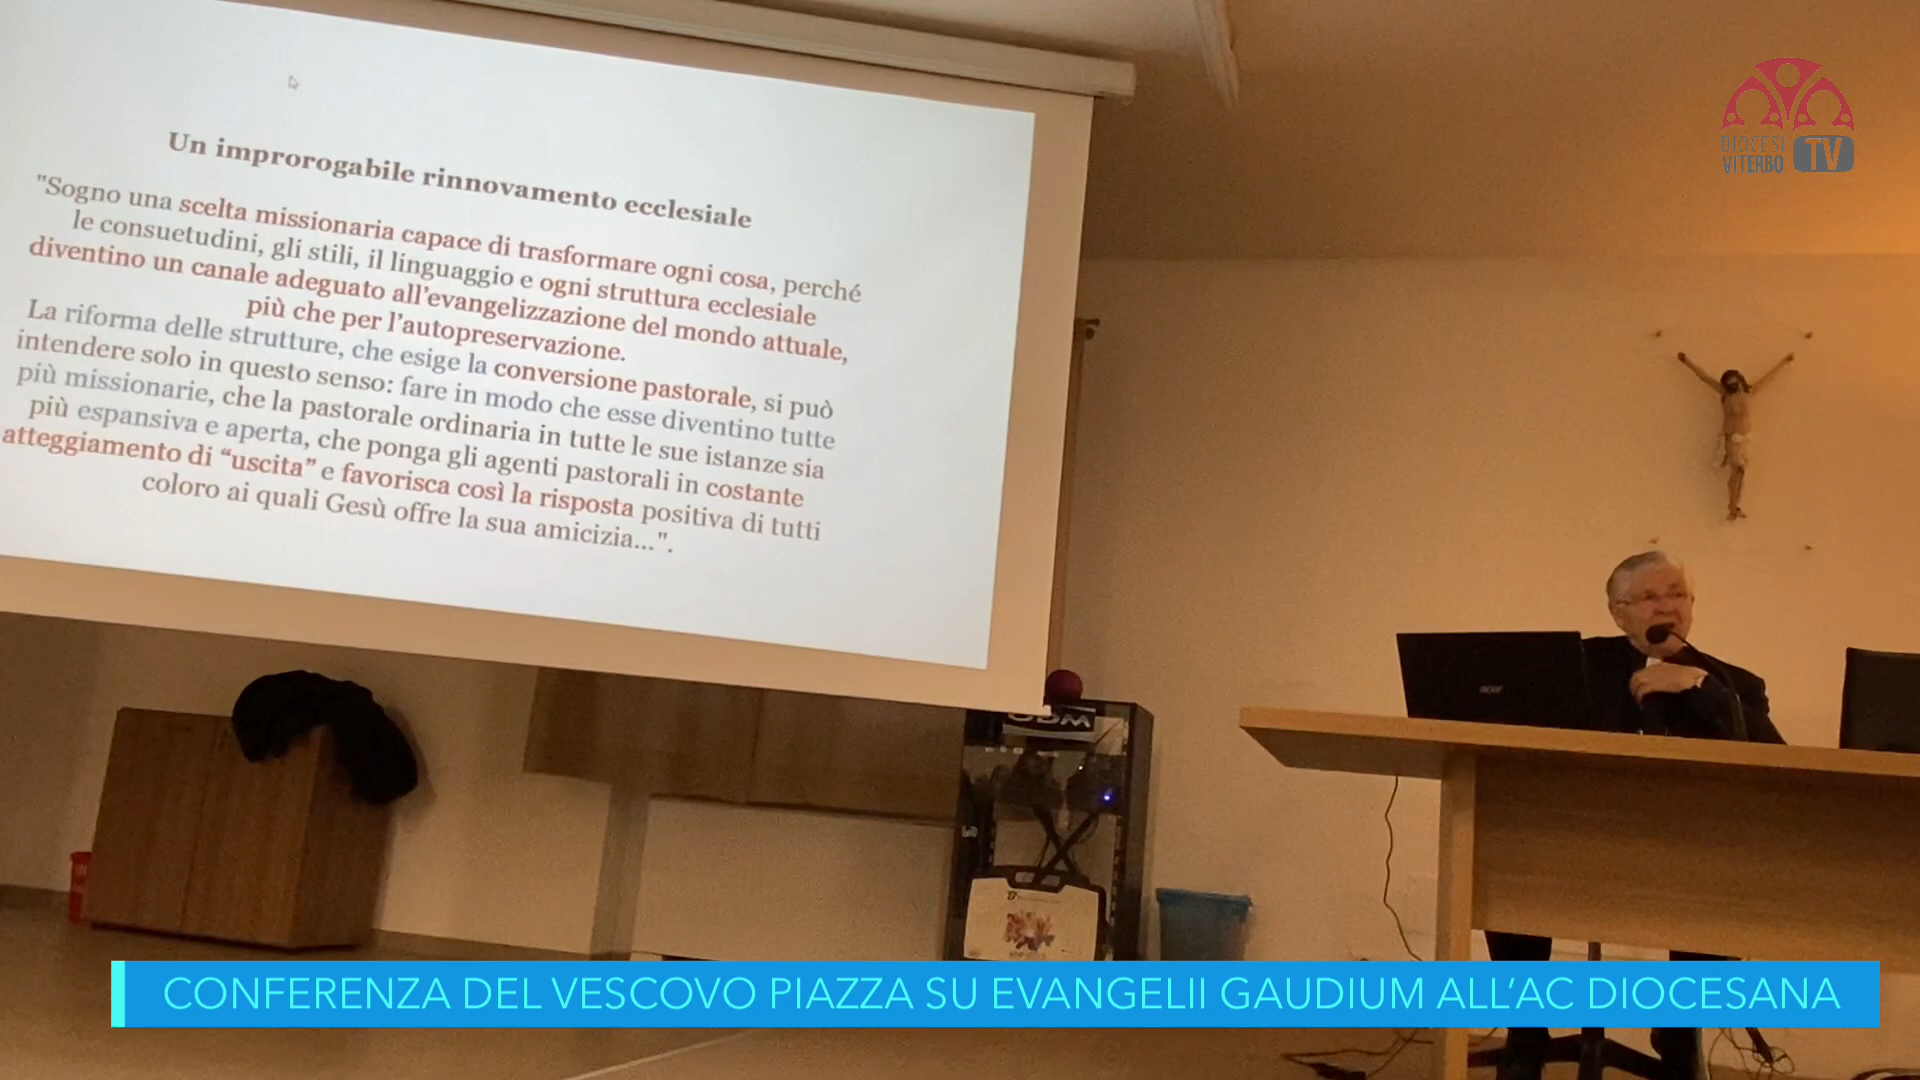 Un improrogabile rinnovamento ecclesiale
"Sogno una scelta missionaria capace di trasformare ogni cosa, perché
le consuetudini, gli stili, il linguaggio e ogni struttura ecclesiale
diventino un canale adeguato all'evangelizzazione del mondo attuale,
più che per l'autopreservazione.
La riforma delle strutture, che esige la conversione pastorale, si può
intendere solo in questo senso: fare in modo che esse diventino tutte
più missionarie, che la pastorale ordinaria in tutte le sue istanze sia
più espansiva e aperta, che ponga gli agenti pastorali in costante
atteggiamento di “uscita” e favorisca così la risposta positiva di tutti
coloro ai quali Gesù offre la sua amicizia...".
DIOCESI
VITERBO TV
acer
CONFERENZA DEL VESCOVO PIAZZA SU EVANGELII GAUDIUM ALL’AC DIOCESANA